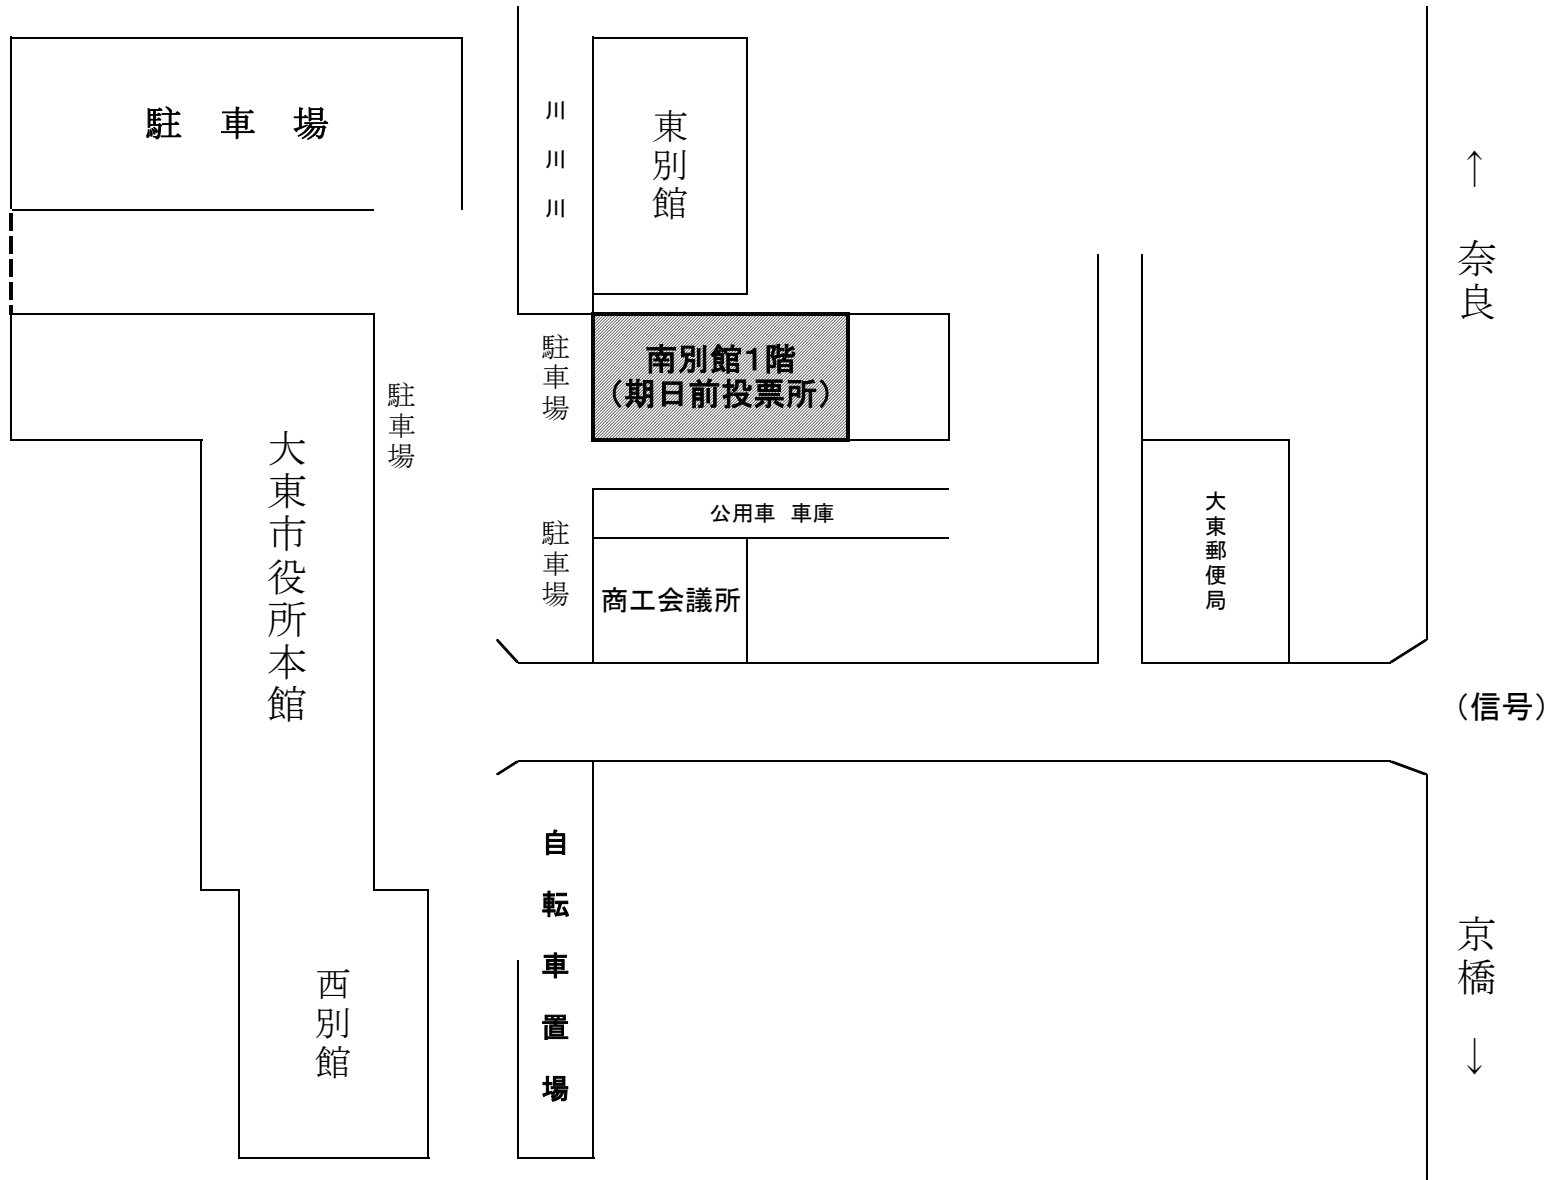 駐　車　場
川
川
川
東別館
↑　奈良
駐車場
南別館１階
（期日前投票所）
駐車場
大東市役所本館
公用車　車庫
駐車場
商工会議所
大東郵便局
（信号）
自転車置場
西別館
京橋　↓